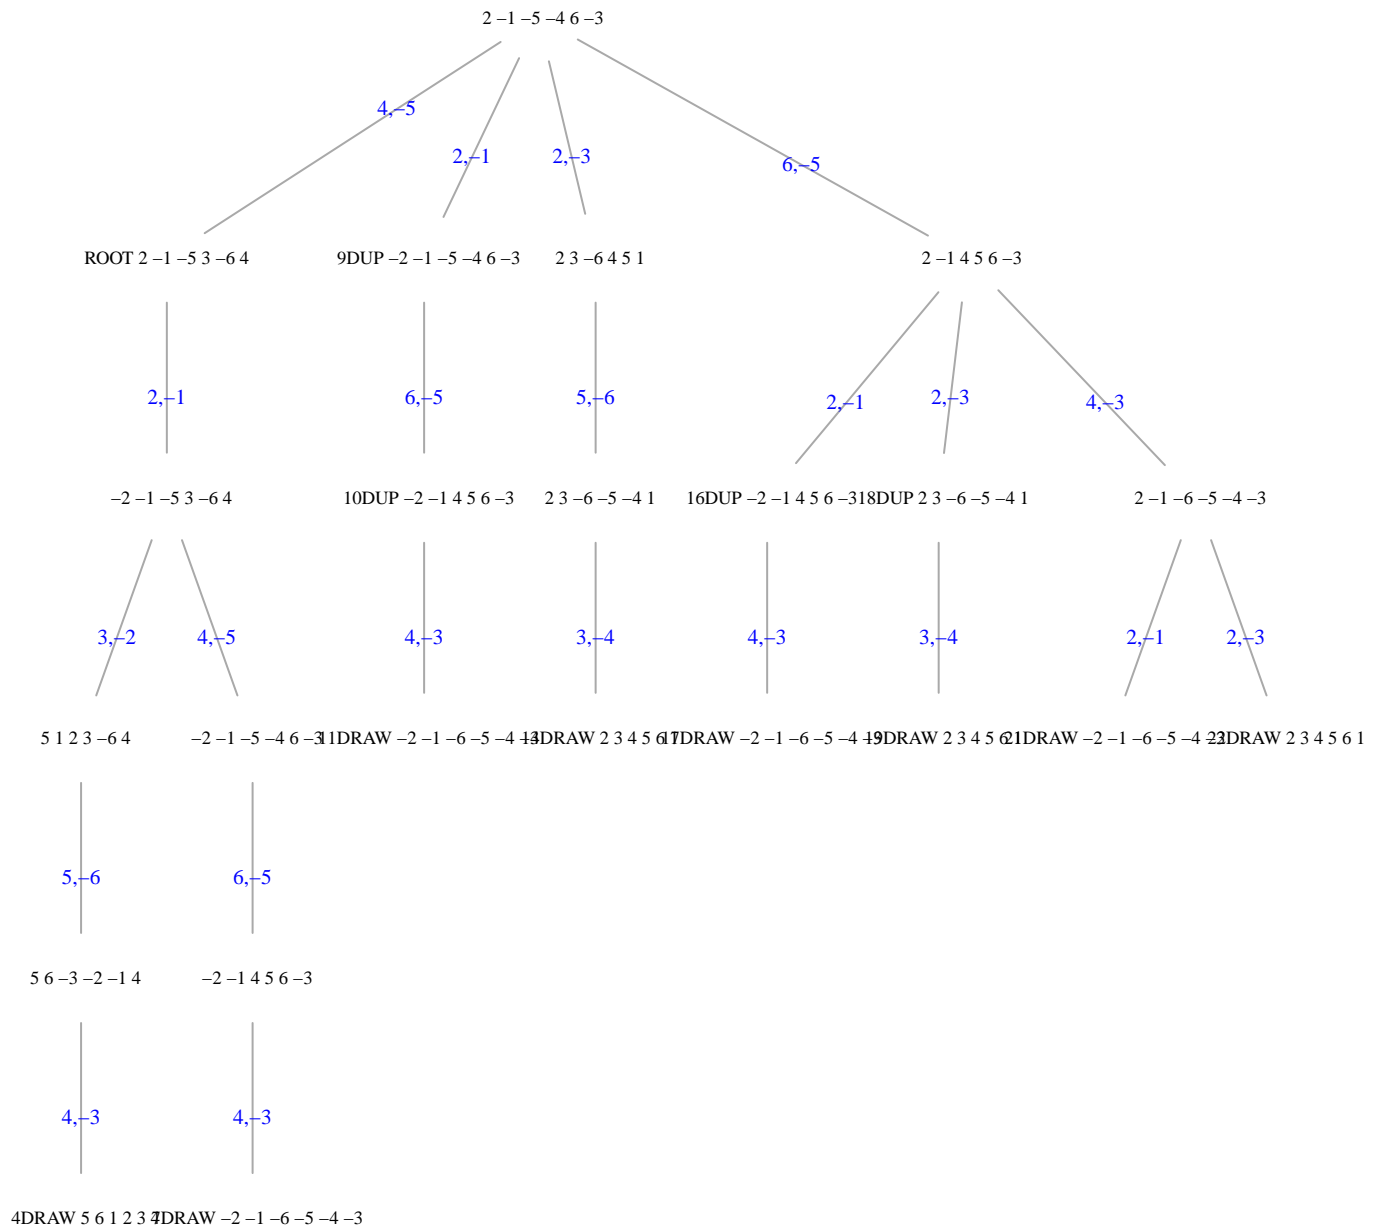 2 –1 –5 –4 6 –3
4,–5
2,–1
2,–3
6,–5
ROOT 2 –1 –5 3 –6 4
9DUP –2 –1 –5 –4 6 –3
2 3 –6 4 5 1
2 –1 4 5 6 –3
2,–1
6,–5
5,–6
2,–1
2,–3
4,–3
–2 –1 –5 3 –6 4
10DUP –2 –1 4 5 6 –3
2 3 –6 –5 –4 1
16DUP –2 –1 4 5 6 –3
18DUP 2 3 –6 –5 –4 1
2 –1 –6 –5 –4 –3
3,–2
4,–5
4,–3
3,–4
4,–3
3,–4
2,–1
2,–3
5 1 2 3 –6 4
–2 –1 –5 –4 6 –3
11DRAW –2 –1 –6 –5 –4
DRAW 2 3 4 5 6
17DRAW –2 –1 –6 –5 –4
DRAW 2 3 4 5 6
21DRAW –2 –1 –6 –5 –4
DRAW 2 3 4 5 6 1
5,–6
6,–5
5 6 –3 –2 –1 4
–2 –1 4 5 6 –3
4,–3
4,–3
4DRAW 5 6 1 2 3
DRAW –2 –1 –6 –5 –4 –3